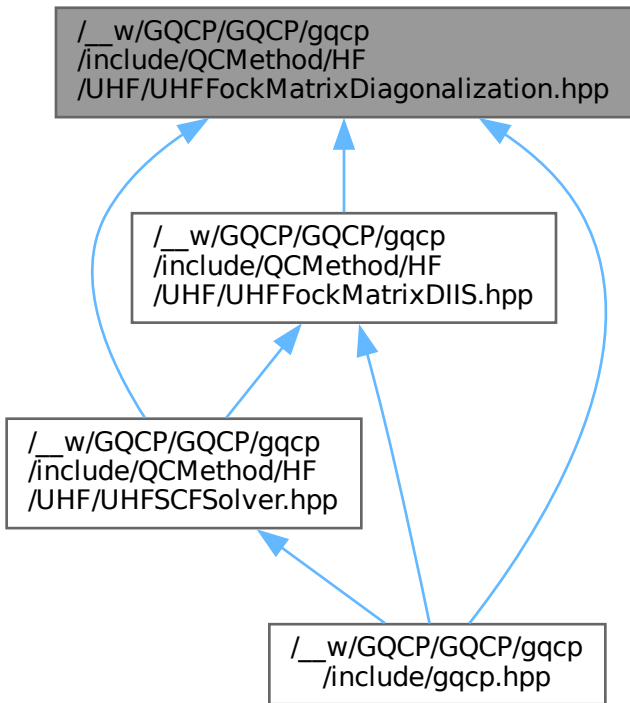 /__w/GQCP/GQCP/gqcp
/include/QCMethod/HF
/UHF/UHFFockMatrixDiagonalization.hpp
/__w/GQCP/GQCP/gqcp
/include/QCMethod/HF
/UHF/UHFFockMatrixDIIS.hpp
/__w/GQCP/GQCP/gqcp
/include/QCMethod/HF
/UHF/UHFSCFSolver.hpp
/__w/GQCP/GQCP/gqcp
/include/gqcp.hpp